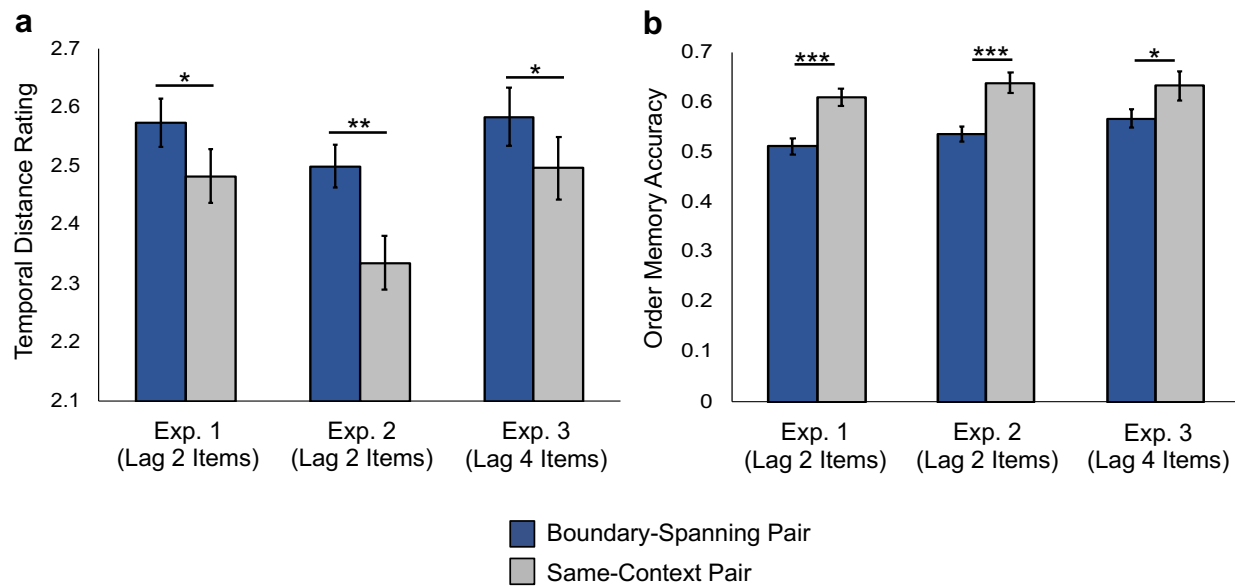 a
2.7
2.6
2.5
2.4
2.3
2.2
2.1
Temporal Distance Rating
*
**
*
Exp. 1
(Lag 2 Items)
Exp. 2
(Lag 2 Items)
Exp. 3
(Lag 4 Items)
b
0.7
0.6
0.5
0.4
0.3
0.2
0.1
0
Order Memory Accuracy
***
***
*
Exp. 1
(Lag 2 Items)
Exp. 2
(Lag 2 Items)
Exp. 3
(Lag 4 Items)
Boundary-Spanning Pair
Same-Context Pair